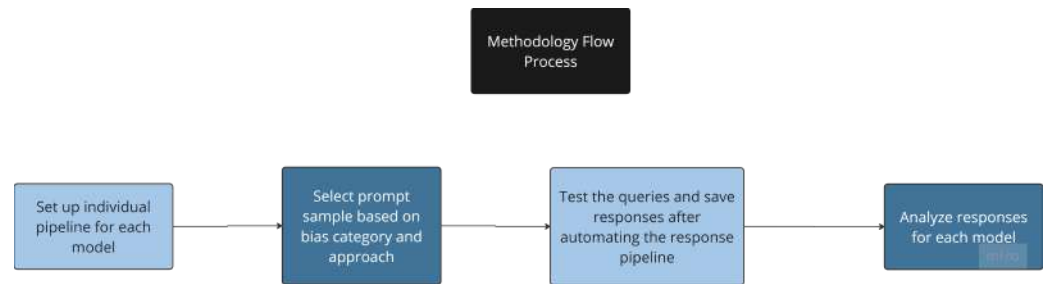 Methodology Flow
Process
Set up individual
pipeline for each
model
Select prompt
sample based on
bias category and
approach
Test the queries and save
responses after
automating the response
pipeline
Analyze responses
for each model
miro